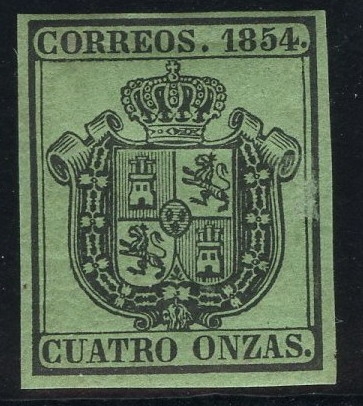 CORREOS. 1854.
CUATRO ONZAS.